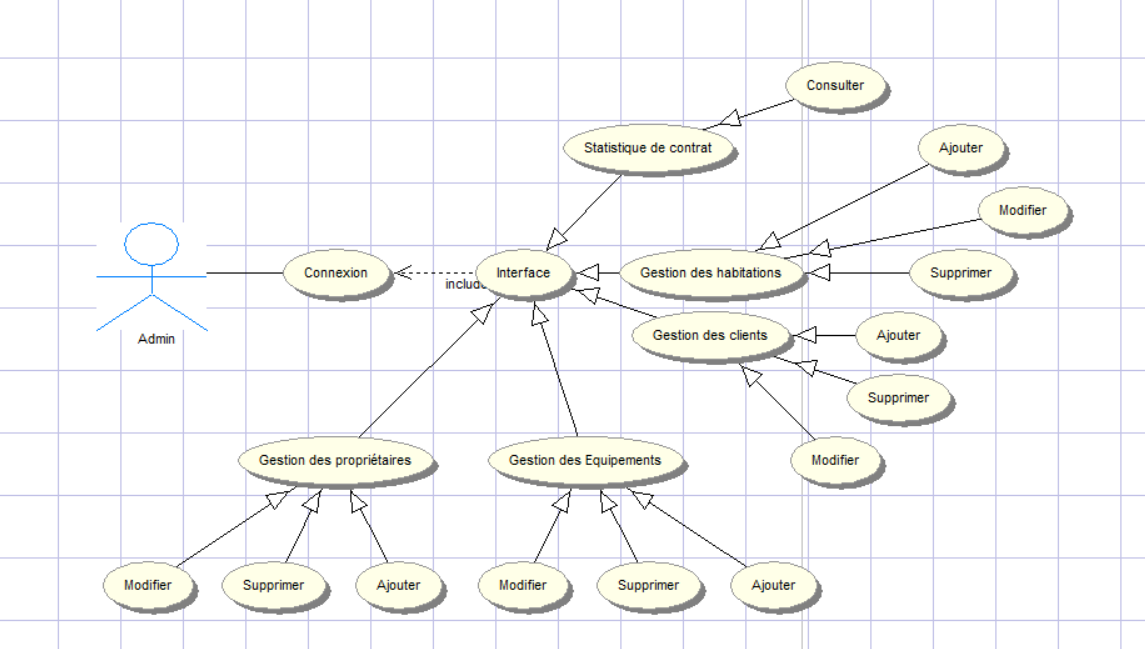 Consulter
Statistique de contrat
Ajouter
Modifier
Connexion
Interface
Gestion des habitations
Supprimer
include
Admin
Gestion des clients
Ajouter
Supprimer
Gestion des propriétaires
Gestion des Equipements
Modifier
Modifier
Supprimer
Ajouter
Modifier
Supprimer
Ajouter